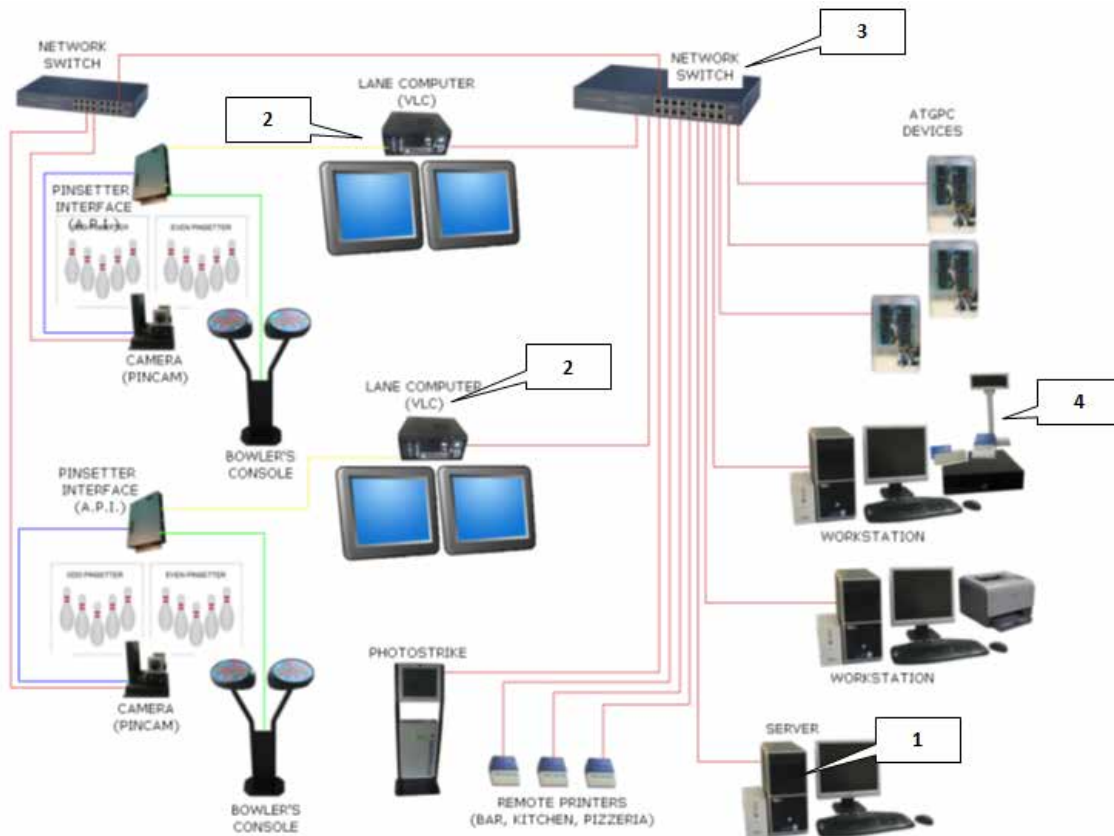 NETWORK
SWITCH
3
NETWORK
SWITCH
LANE COMPUTER
(VLC)
2
ATGPC
DEVICES
PINSETTER
INTERFACE
(A.P.I.)
EVEN PINSETTER
CAMERA
(PINCAM)
BOWLER'S
CONSOLE
LANE COMPUTER
(VLC)
2
4
PINSETTER
INTERFACE
(A.P.I.)
WORKSTATION
ODD PINSETTER
EVEN PINSETTER
PHOTOSTRIKE
WORKSTATION
CAMERA
(PINCAM)
SERVER
1
BOWLER'S
CONSOLE
REMOTE PRINTERS
(BAR, KITCHEN, PIZZERIA)